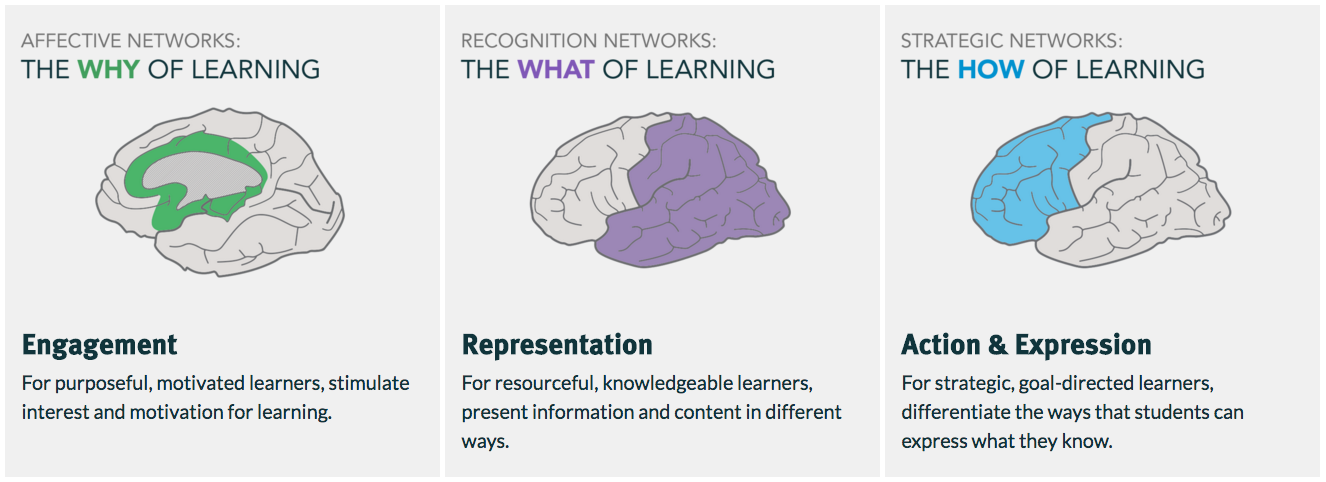 AFFECTIVE NETWORKS:
THE WHY OF LEARNING
Engagement
For purposeful, motivated learners, stimulate
interest and motivation for learning.
RECOGNITION NETWORKS:
THE WHAT OF LEARNING
Representation
For resourceful, knowledgeable learners,
present information and content in different
ways.
STRATEGIC NETWORKS:
THE HOW OF LEARNING
Action & Expression
For strategic, goal-directed learners,
differentiate the ways that students can
express what they know.